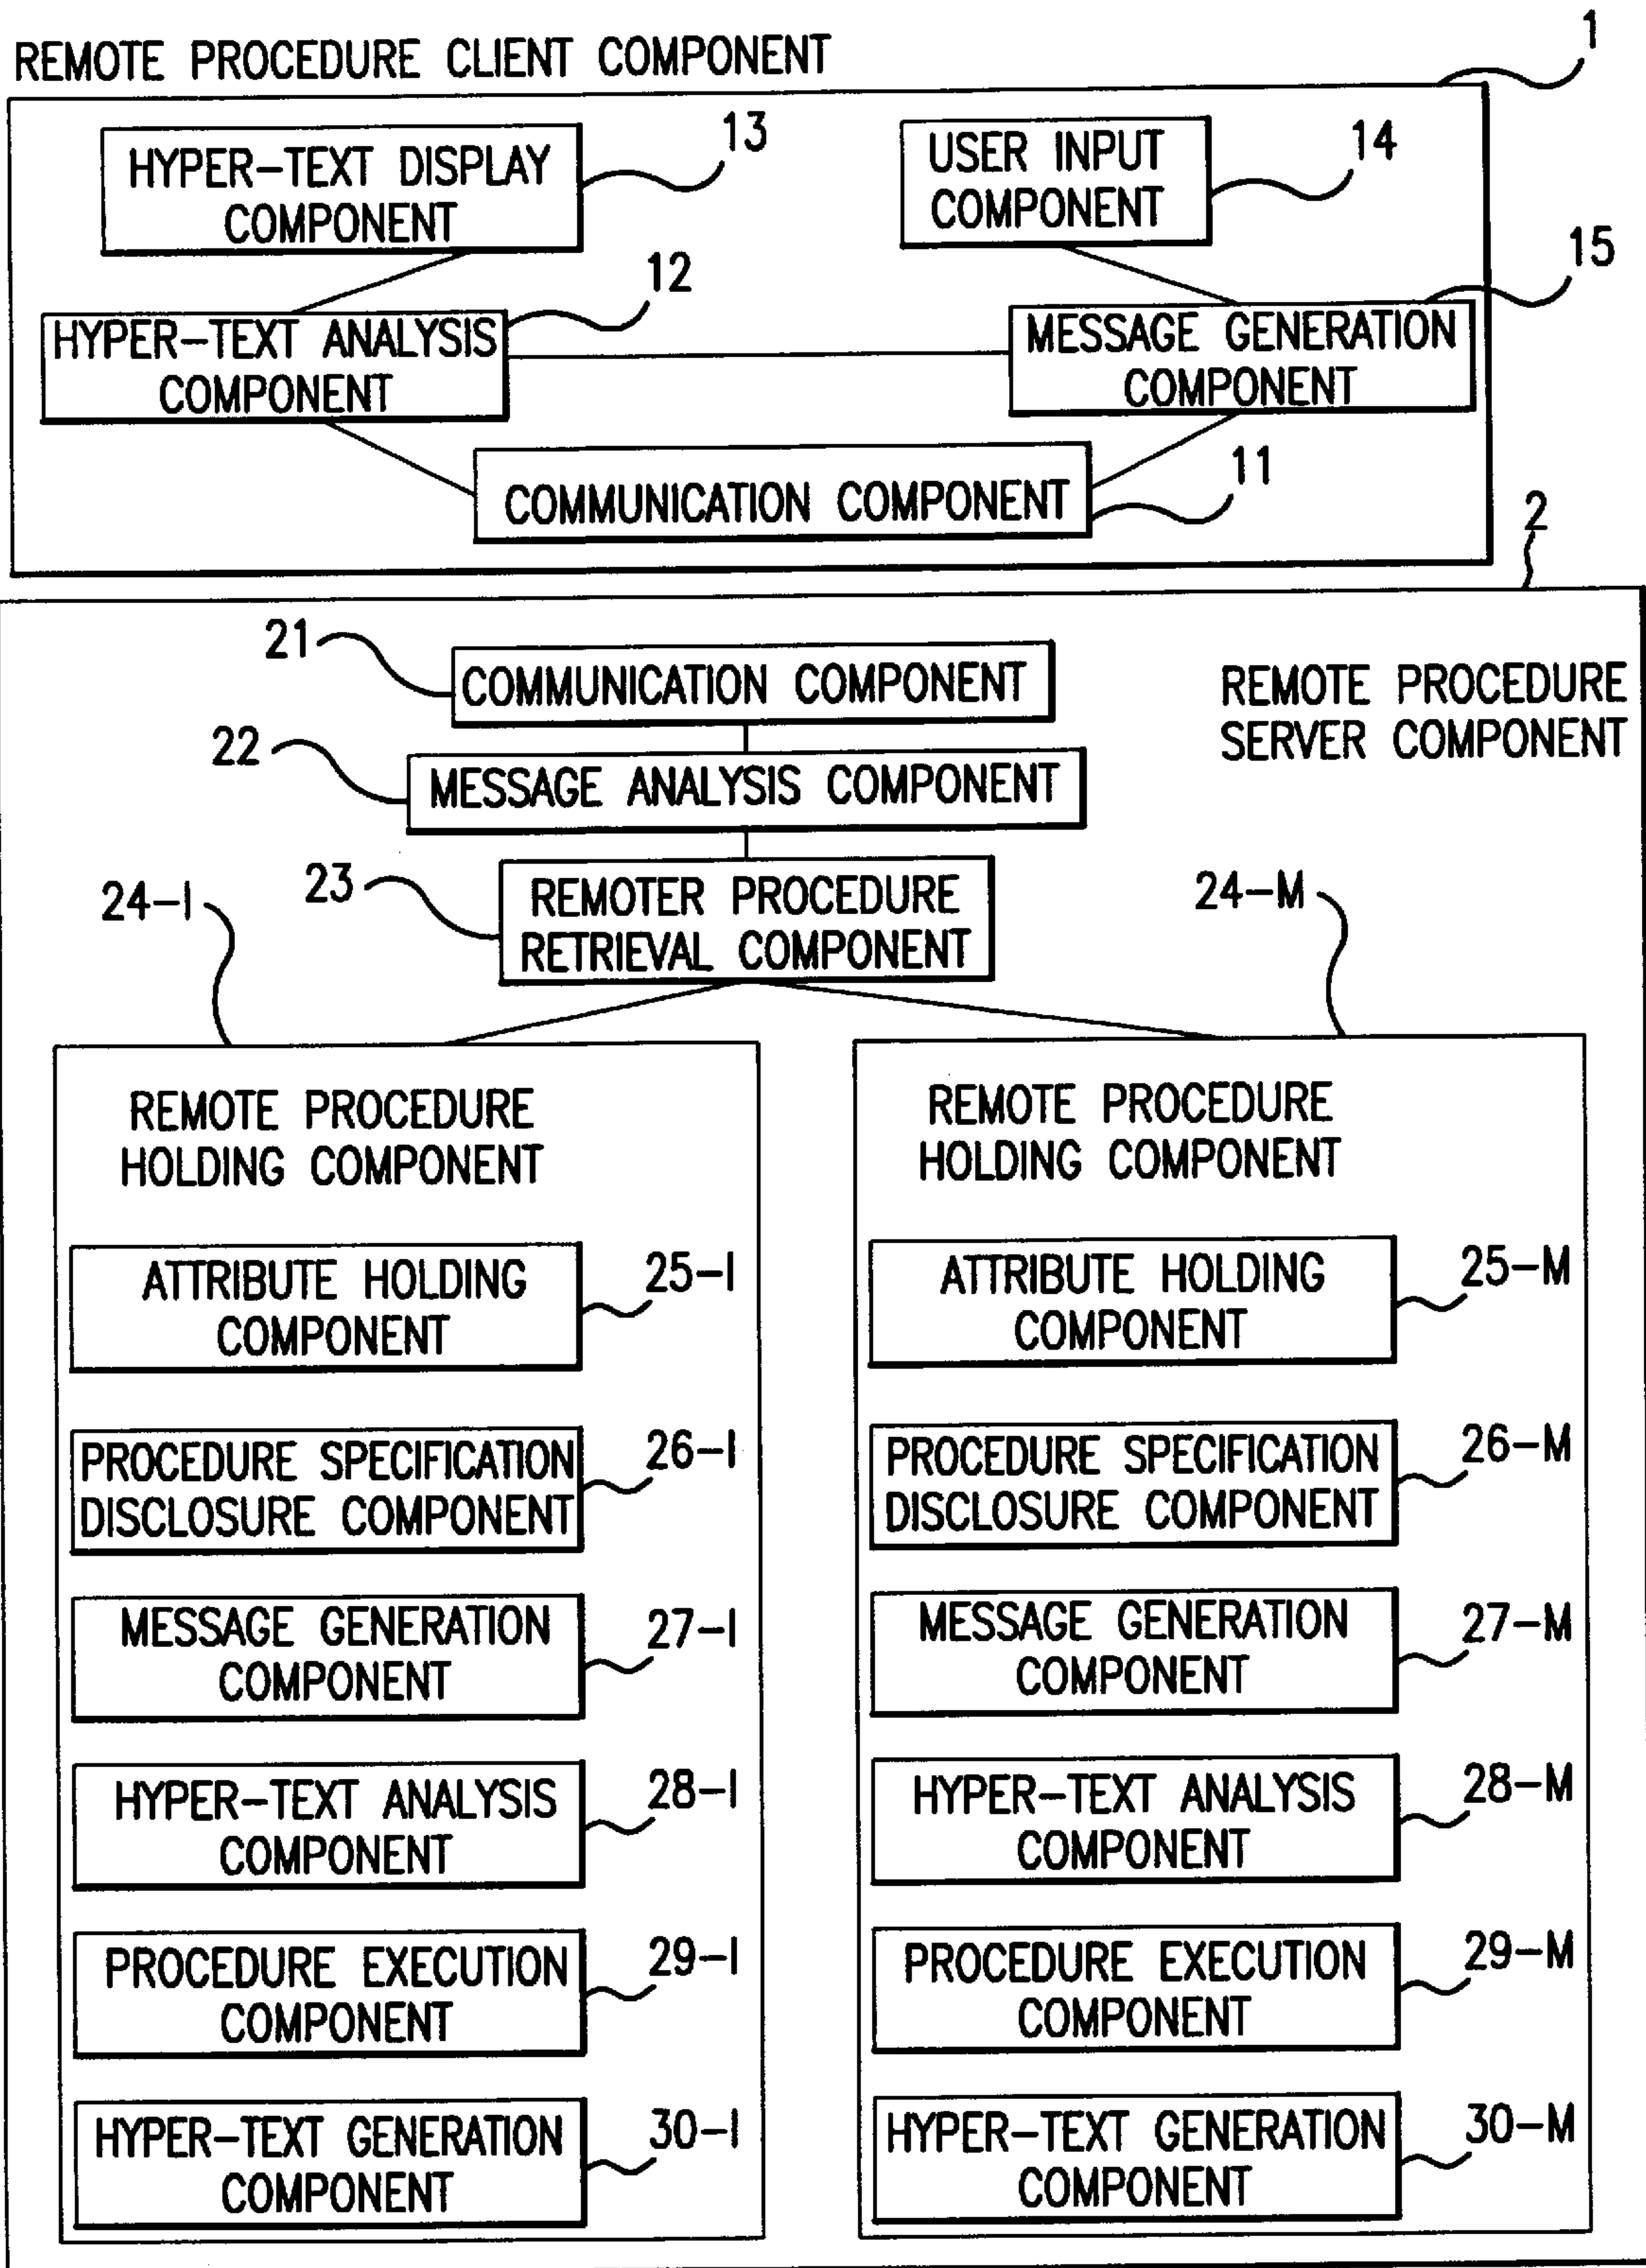 1
REMOTE PROCEDURE CLIENT COMPONENT
13
HYPER-TEXT DISPLAY
COMPONENT
14
USER INPUT
COMPONENT
12
HYPER-TEXT ANALYSIS
COMPONENT
15
MESSAGE GENERATION
COMPONENT
11
COMMUNICATION COMPONENT
2
21
COMMUNICATION COMPONENT
REMOTE PROCEDURE
SERVER COMPONENT
22
MESSAGE ANALYSIS COMPONENT
23
REMOTER PROCEDURE
RETRIEVAL COMPONENT
24-I
24-M
REMOTE PROCEDURE
HOLDING COMPONENT
ATTRIBUTE HOLDING
COMPONENT
25-I
PROCEDURE SPECIFICATION
DISCLOSURE COMPONENT
26-I
MESSAGE GENERATION
COMPONENT
27-I
HYPER-TEXT ANALYSIS
COMPONENT
28-I
PROCEDURE EXECUTION
COMPONENT
29-I
HYPER-TEXT GENERATION
COMPONENT
30-I
REMOTE PROCEDURE
HOLDING COMPONENT
ATTRIBUTE HOLDING
COMPONENT
25-M
PROCEDURE SPECIFICATION
DISCLOSURE COMPONENT
26-M
MESSAGE GENERATION
COMPONENT
27-M
HYPER-TEXT ANALYSIS
COMPONENT
28-M
PROCEDURE EXECUTION
COMPONENT
29-M
HYPER-TEXT GENERATION
COMPONENT
30-M